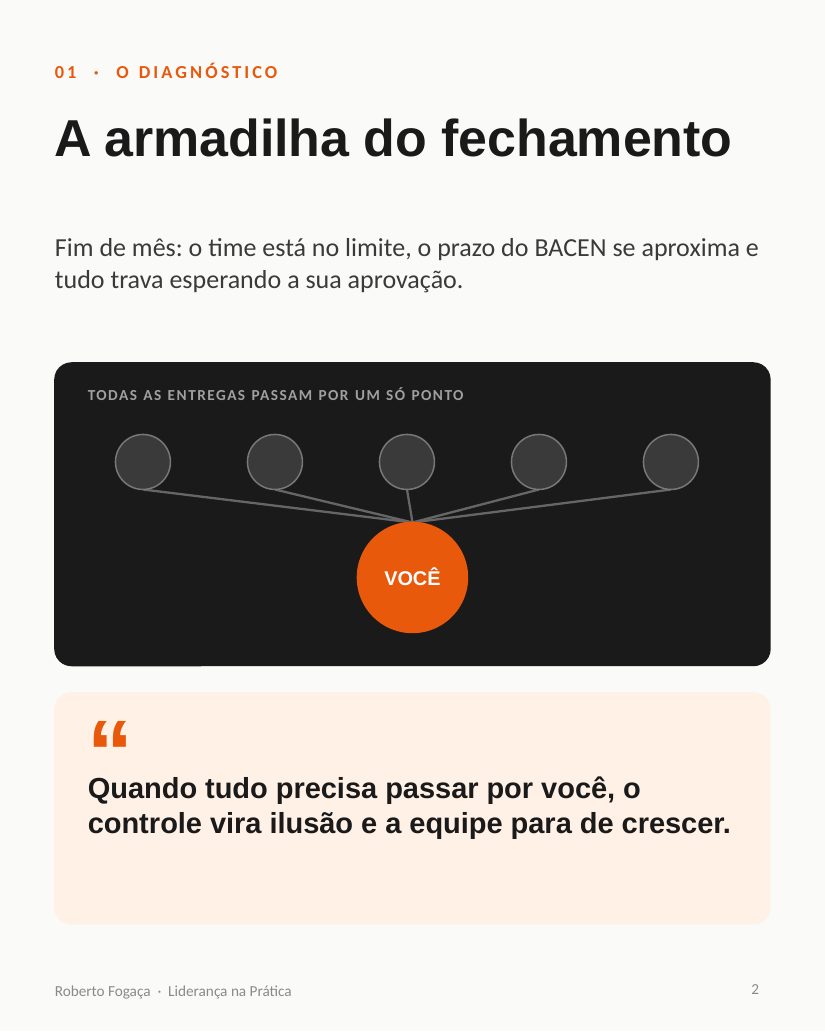 01 · O DIAGNÓSTICO
A armadilha do fechamento
Fim de mês: o time está no limite, o prazo do BACEN se aproxima e
tudo trava esperando a sua aprovação.
TODAS AS ENTREGAS PASSAM POR UM SÓ PONTO
VOCÊ
“
Quando tudo precisa passar por você, o
controle vira ilusão e a equipe para de crescer.
Roberto Fogaça · Liderança na Prática
2